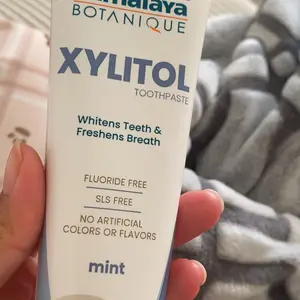 BOTANIQUE
XYLITOL
TOOTHPASTE
Whitens Teeth &
Freshens Breath
FLUORIDE FREE
SLS FREE
NO ARTIFICIAL
COLORS OR FLAVORS
mint